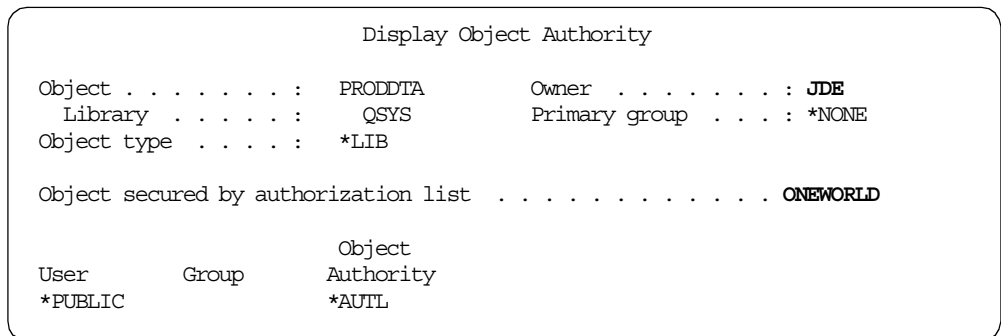 Display Object Authority
Object . . . . . . . : PRODDTA Owner . . . . . . . : JDE
Library . . . . . : QSYS Primary group . . . : *NONE
Object type . . . . : *LIB
Object secured by authorization list . . . . . . . . . . . . ONEWORLD
Object
User Group Authority
*PUBLIC *AUTL